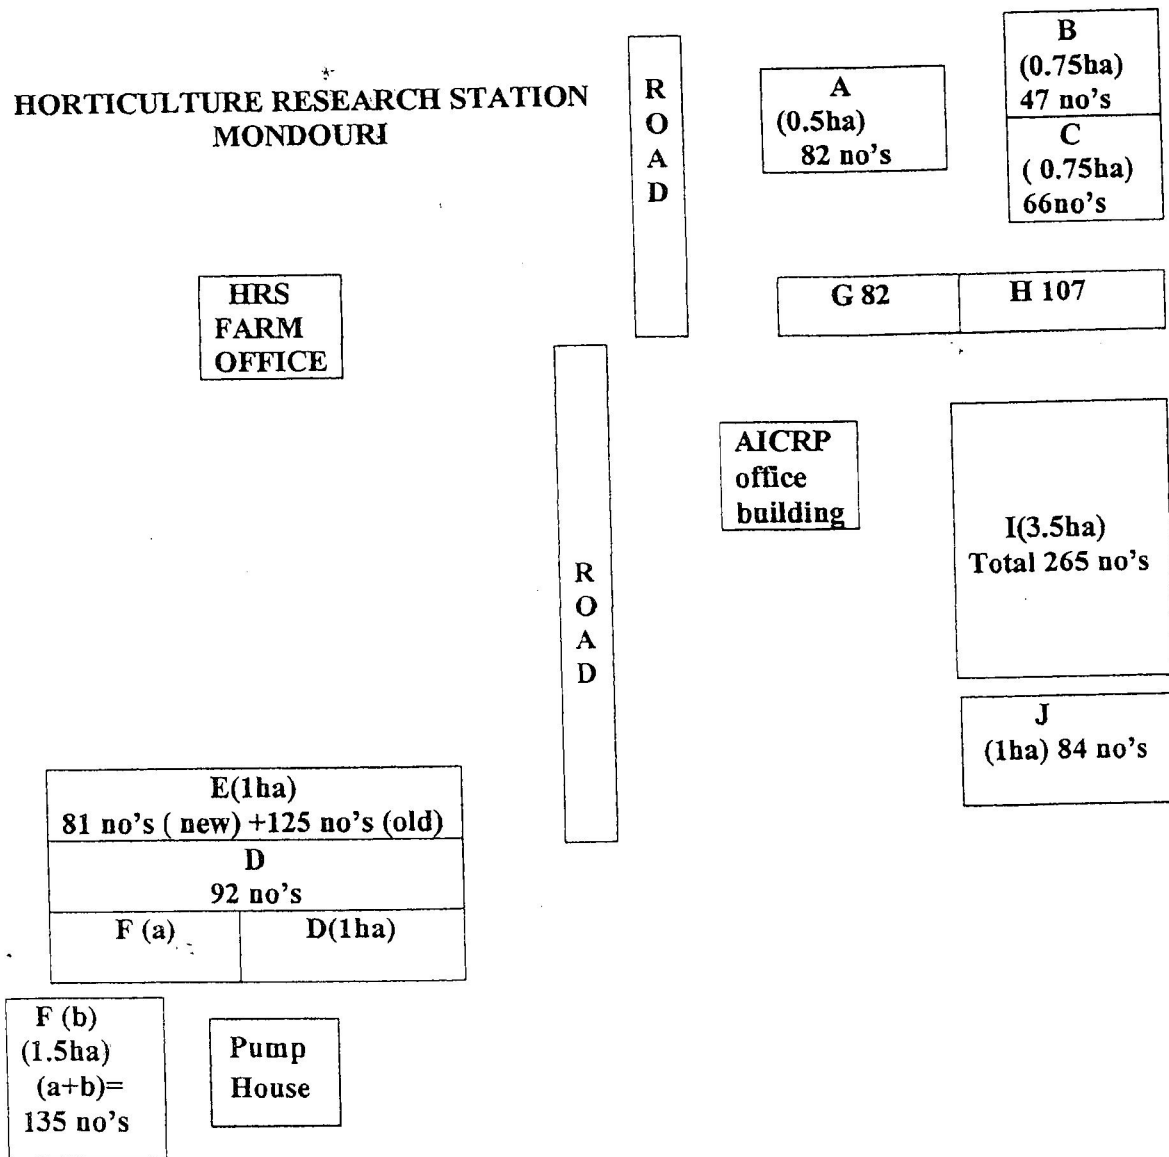 HORTICULTURE RESEARCH STATION
MONDOURI
R
O
A
D
A
(0.5ha)
82 no's
B
(0.75ha)
47 no's
C
( 0.75ha)
66no's
HRS
FARM
OFFICE
G 82
H 107
AICRP
office
building
I(3.5ha)
Total 265 no's
R
O
A
D
J
(1ha) 84 no's
E(1ha)
81 no's ( new) +125 no's (old)
D
92 no's
F (a)
D(1ha)
F (b)
(1.5ha)
(a+b)=
135 no's
Pump
House